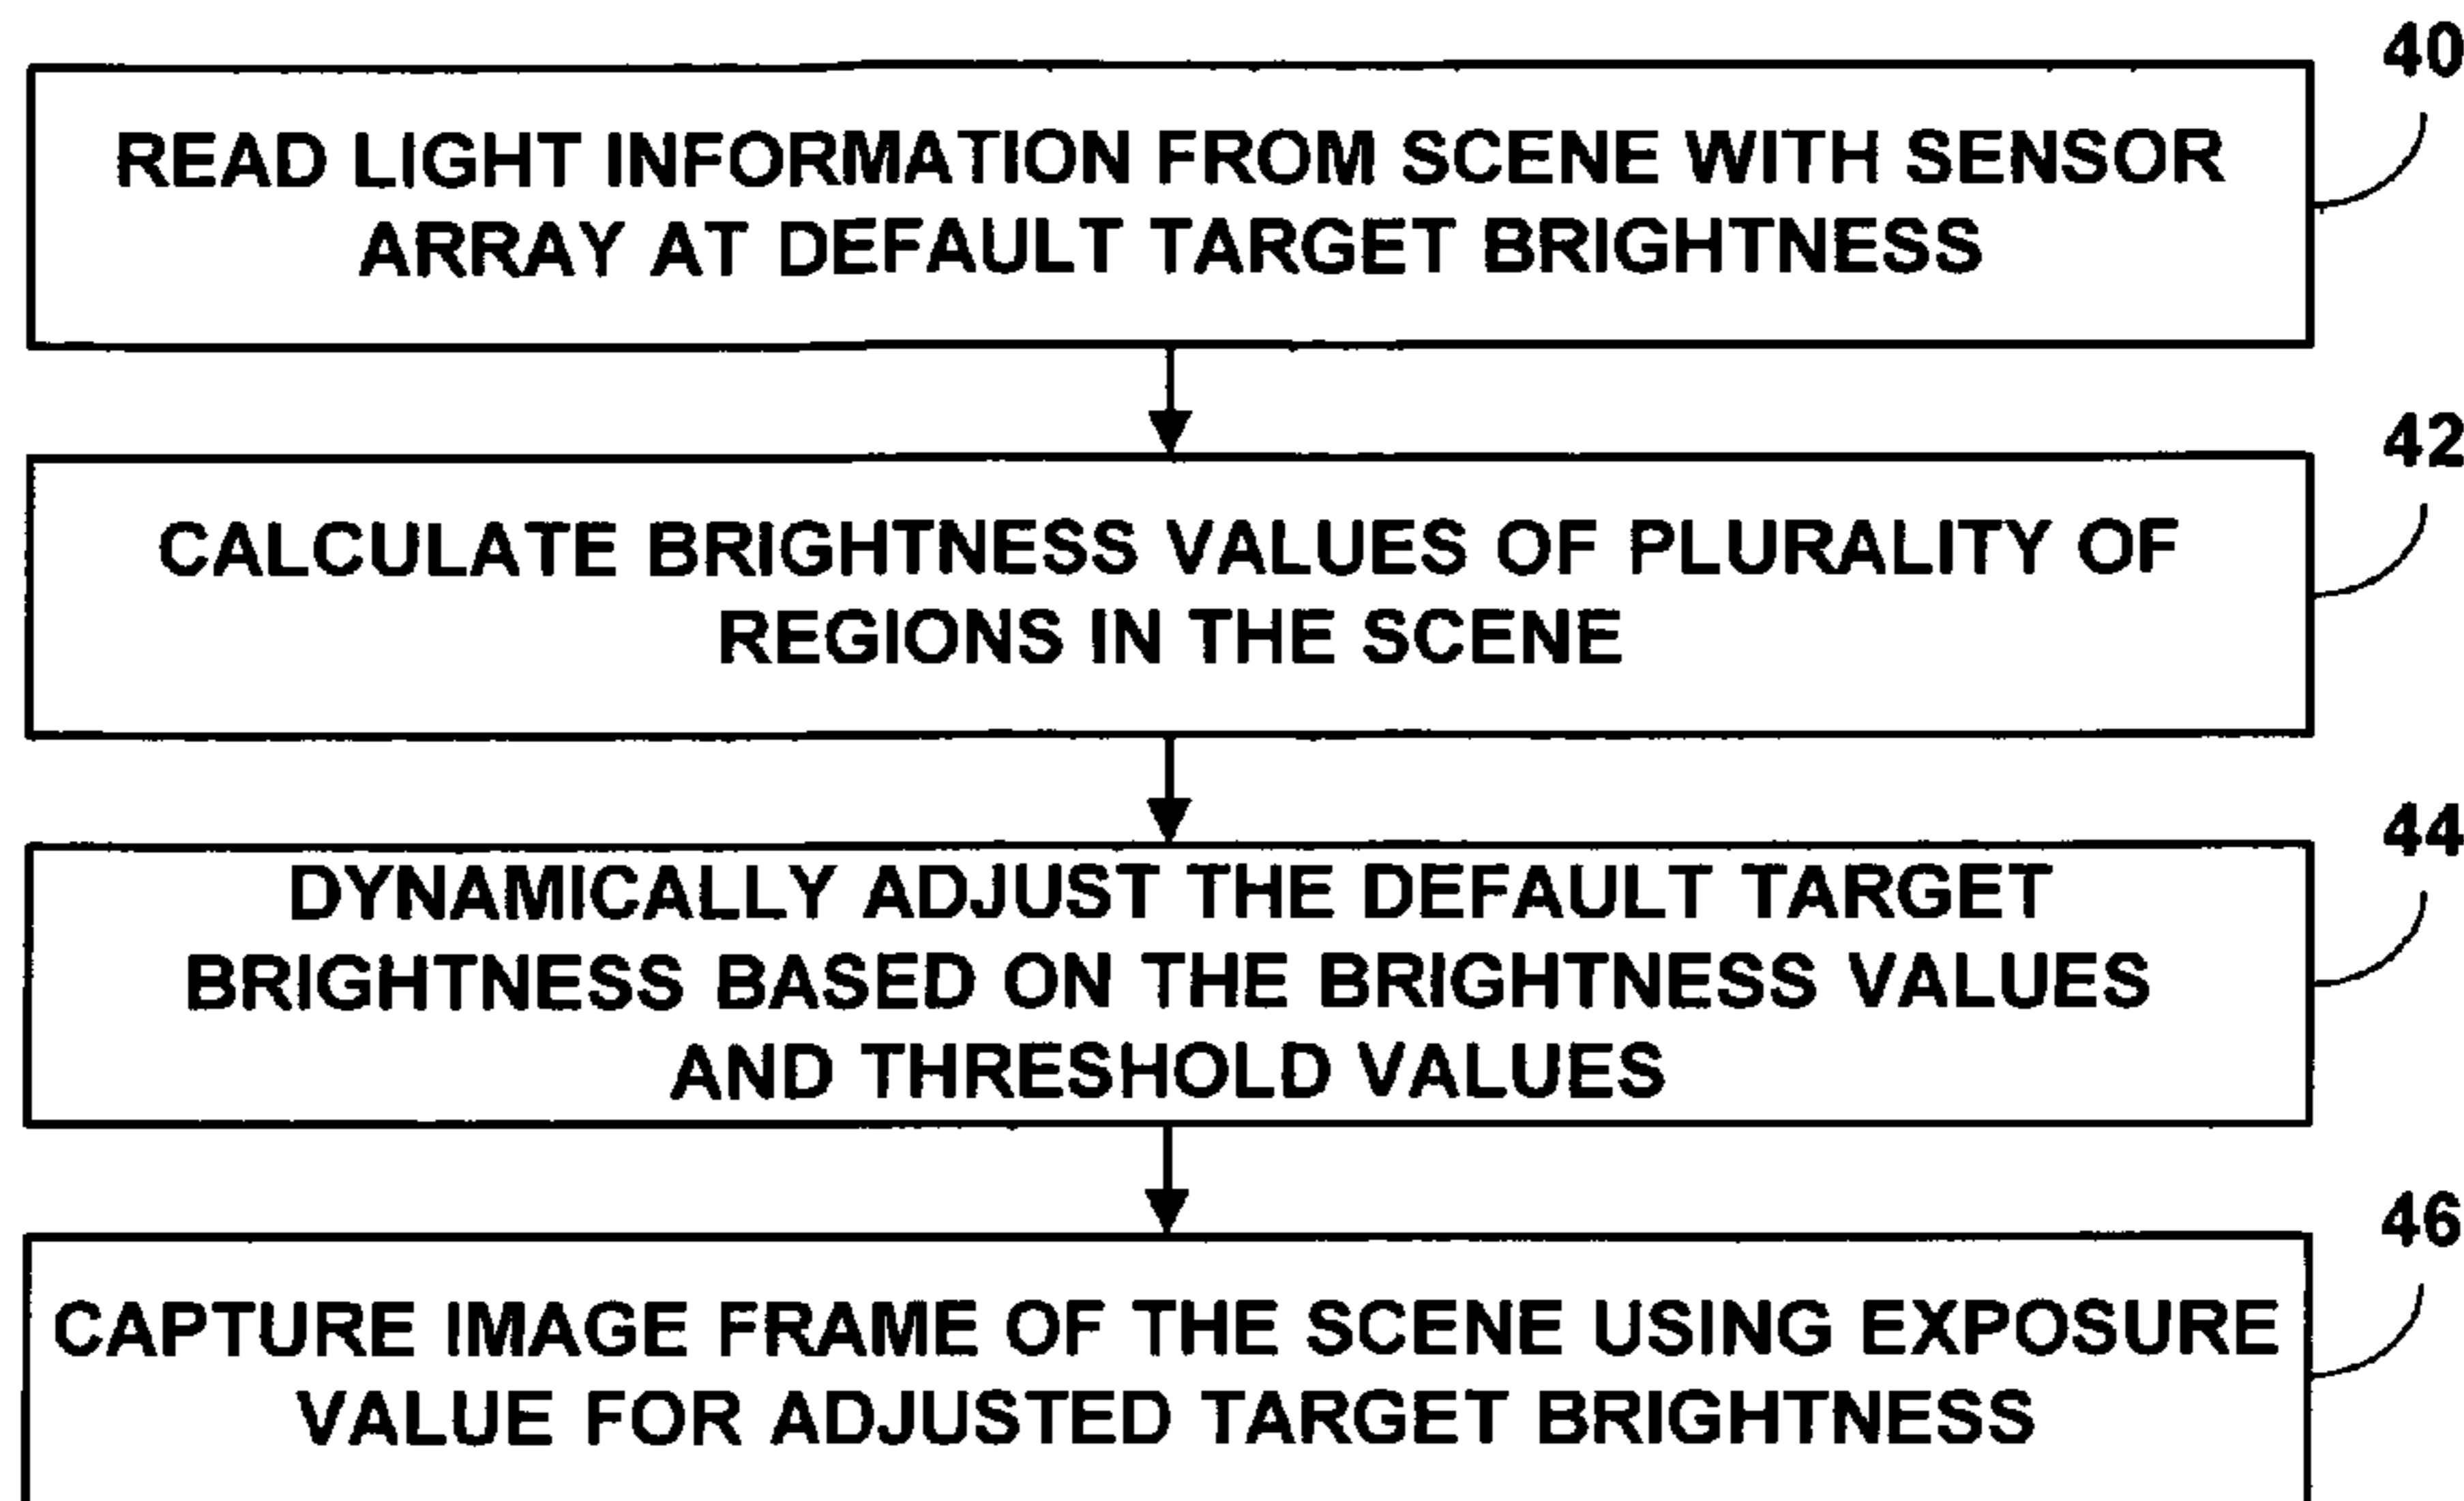 40
READ LIGHT INFORMATION FROM SCENE WITH SENSOR
ARRAY AT DEFAULT TARGET BRIGHTNESS
42
CALCULATE BRIGHTNESS VALUES OF PLURALITY OF
REGIONS IN THE SCENE
44
DYNAMICALLY ADJUST THE DEFAULT TARGET
BRIGHTNESS BASED ON THE BRIGHTNESS VALUES
AND THRESHOLD VALUES
46
CAPTURE IMAGE FRAME OF THE SCENE USING EXPOSURE
VALUE FOR ADJUSTED TARGET BRIGHTNESS